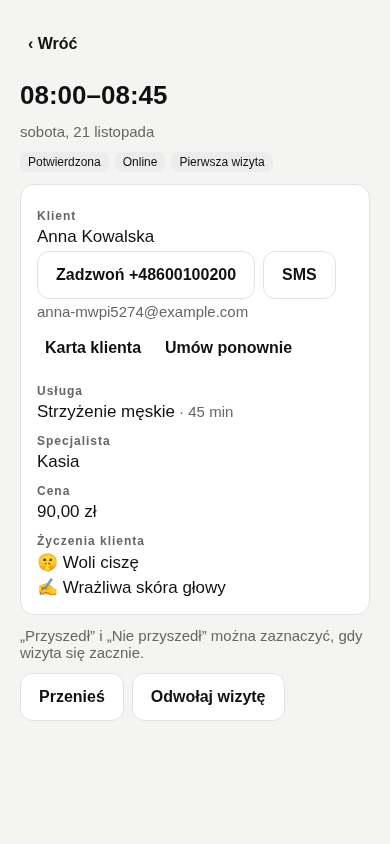 ‹ Wróć
08:00–08:45
sobota, 21 listopada
Potwierdzona Online Pierwsza wizyta
Klient
Anna Kowalska
Zadzwoń +48600100200 SMS
anna-mwpi5274@example.com
Karta klienta Umów ponownie
Usługa
Strzyżenie męskie · 45 min
Specjalista
Kasia
Cena
90,00 zł
Życzenia klienta
🤫 Woli ciszę
✍️ Wrażliwa skóra głowy
„Przyszedł” i „Nie przyszedł” można zaznaczyć, gdy
wizyta się zacznie.
Przenieś Odwołaj wizytę